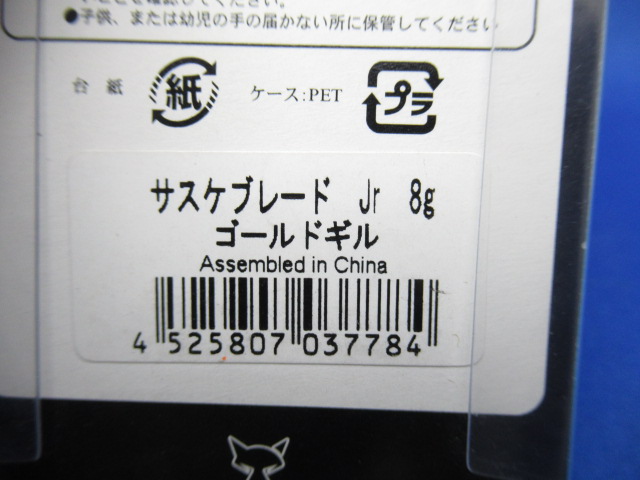 ●子供、または幼児の手の届かない所に保管してください
台紙
紙
ケース:PET
プラ
サスケブレード Jr 8g
ゴールドギル
Assembled in China
4 525807 037784